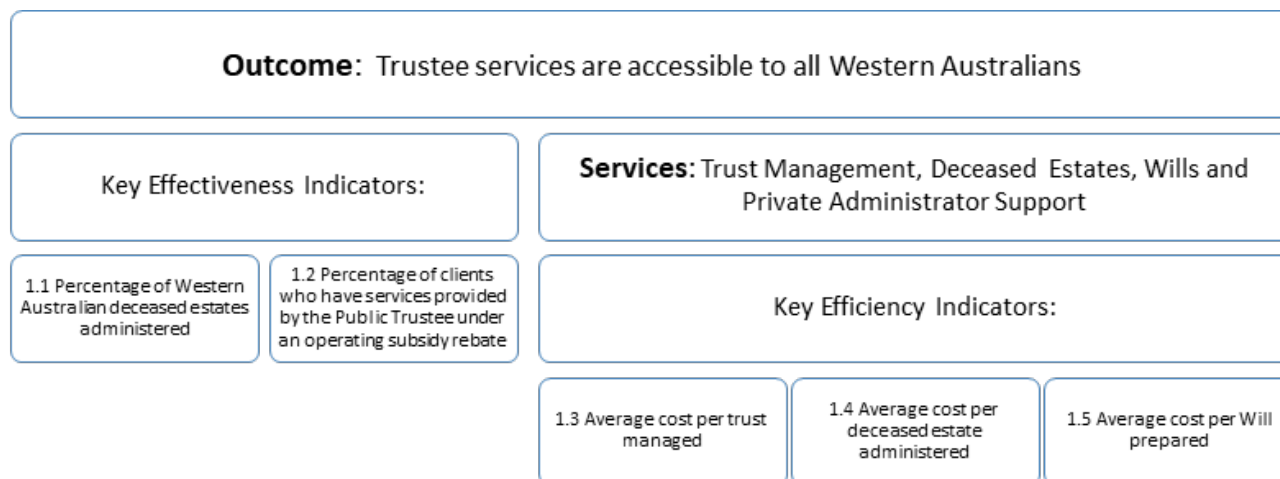 Outcome: Trustee services are accessible to all Western Australians
Key Effectiveness Indicators:
Services: Trust Management, Deceased Estates, Wills and
Private Administrator Support
1.1 Percentage of Western
Australian deceased estates
administered
1.2 Percentage of clients
who have services provided
by the Public Trustee under
an operating subsidy rebate
Key Efficiency Indicators:
1.3 Average cost per trust
managed
1.4 Average cost per
deceased estate
administered
1.5 Average cost per Will
prepared